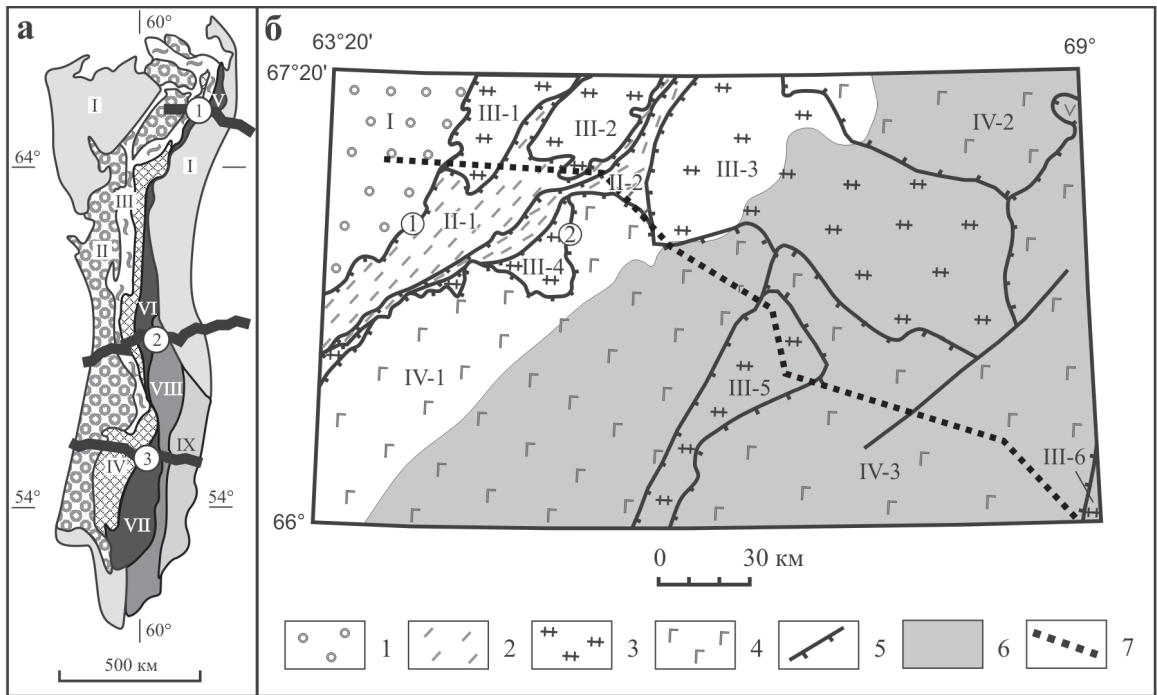 а
60°
I
1
V
64°
I
III
II
VI
2
VIII
IX
IV
3
54°
54°
VII
60°
500 км
б
63°20'
69°
67°20'
I
III-1
III-2
IV-2
V
III-3
II-2
1
II-1
2
III-4
IV-1
III-5
IV-3
III-6
66°
0 30 км
1
2
3
4
5
6
7